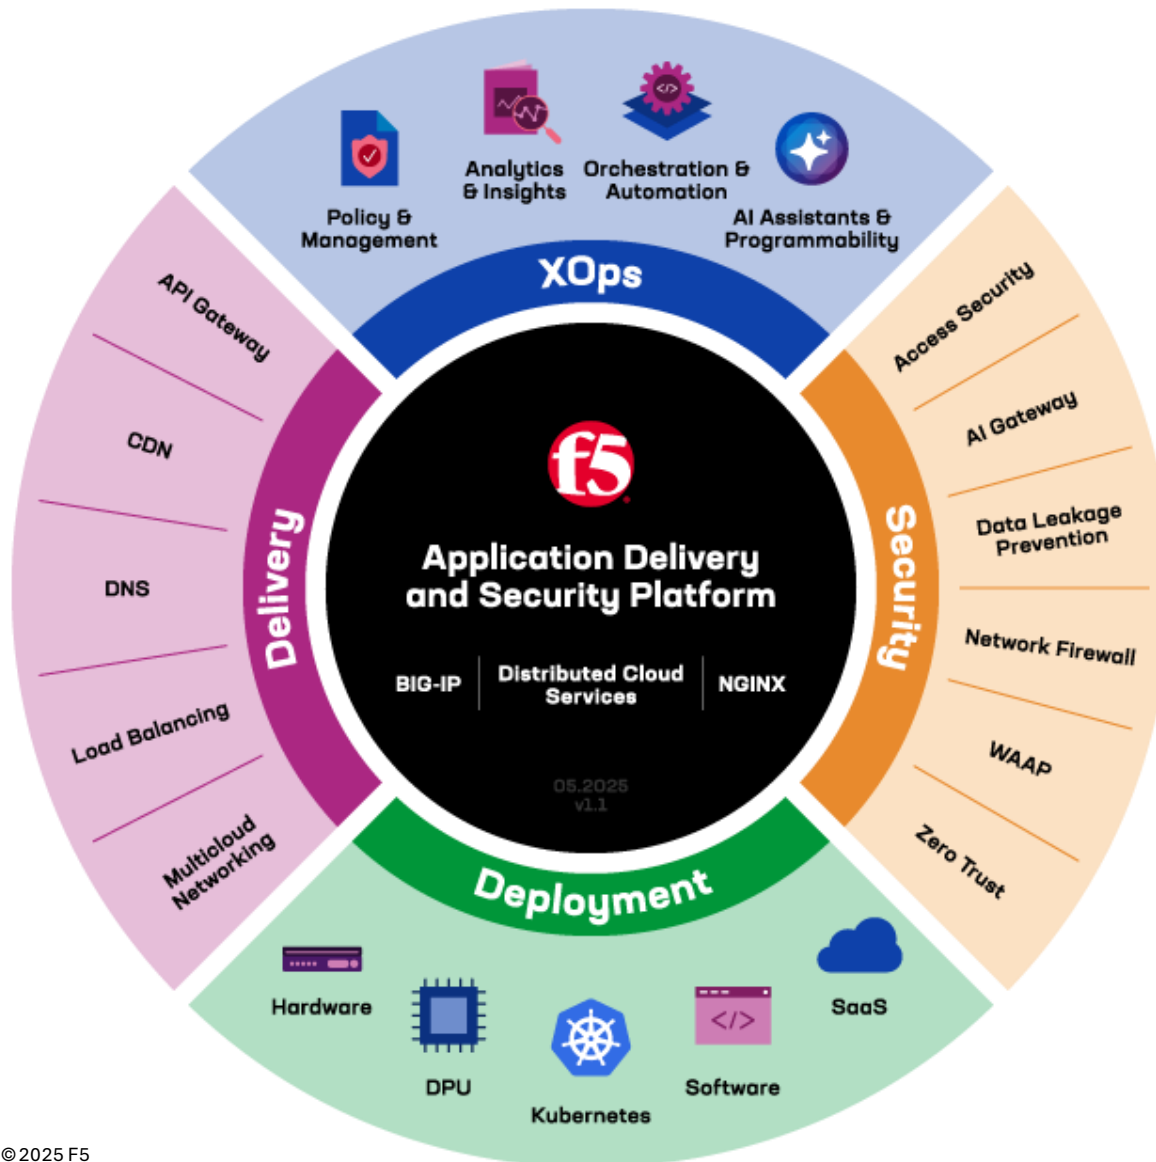 Policy &
Management
Analytics
& Insights
Orchestration &
Automation
AI Assistants &
Programmability
XOps
API Gateway
CDN
DNS
Load Balancing
Multicloud
Networking
Delivery
f5
Application Delivery
and Security Platform
BIG-IP
Distributed Cloud
Services
NGINX
05.2025
v1.1
Security
Access Security
AI Gateway
Data Leakage
Prevention
Network Firewall
WAAP
Zero Trust
Deployment
Hardware
DPU
Kubernetes
</>
Software
SaaS
</>
© 2025 F5